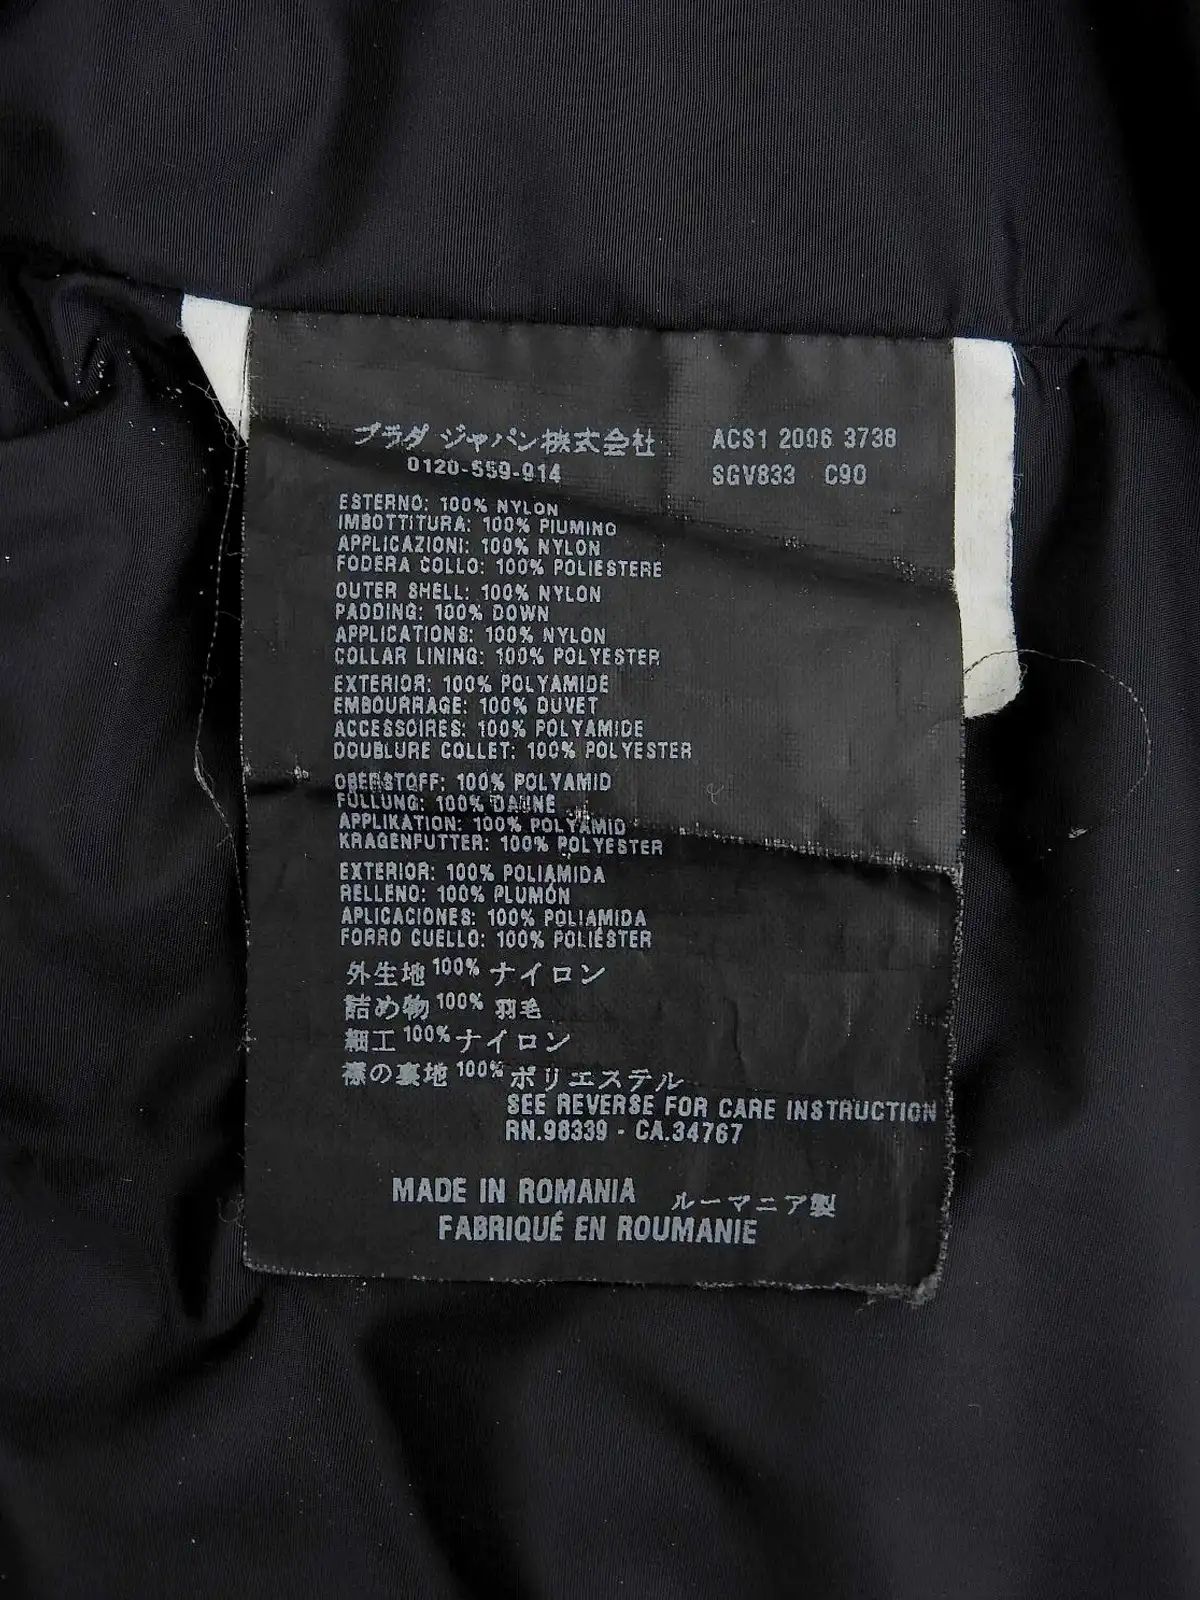 プラダ ジャパン株式会社 ACS1 2006 3738
0120-559-914 SGV833 C90
ESTERNO: 100% NYLON
IMBOTTITURA: 100% PIUMINO
APPLICAZIONI: 100% NYLON
FODERA COLLO: 100% POLIESTERE
OUTER SHELL: 100% NYLON
PADDING: 100% DOWN
APPLICATIONS: 100% NYLON
COLLAR LINING: 100% POLYESTER
EXTERIOR: 100% POLYAMIDE
EMBOURRAGE: 100% DUVET
ACCESSOIRES: 100% POLYAMIDE
DOUBLURE COLLET: 100% POLYESTER
OBERSTOFF: 100% POLYAMID
FÜLLUNG: 100% DAUNE
APPLIKATION: 100% POLYAMID
KRAGENFUTTER: 100% POLYESTER
EXTERIOR: 100% POLIAMIDA
RELLENO: 100% PLUMÓN
APLICACIONES: 100% POLIAMIDA
FORRO CUELLO: 100% POLIÉSTER
外生地 100% ナイロン
詰め物 100% 羽毛
細工 100% ナイロン
襟の裏地 100% ポリエステル
SEE REVERSE FOR CARE INSTRUCTION
RN.98339 - CA.34767
MADE IN ROMANIA ルーマニア製
FABRIQUÉ EN ROUMANIE